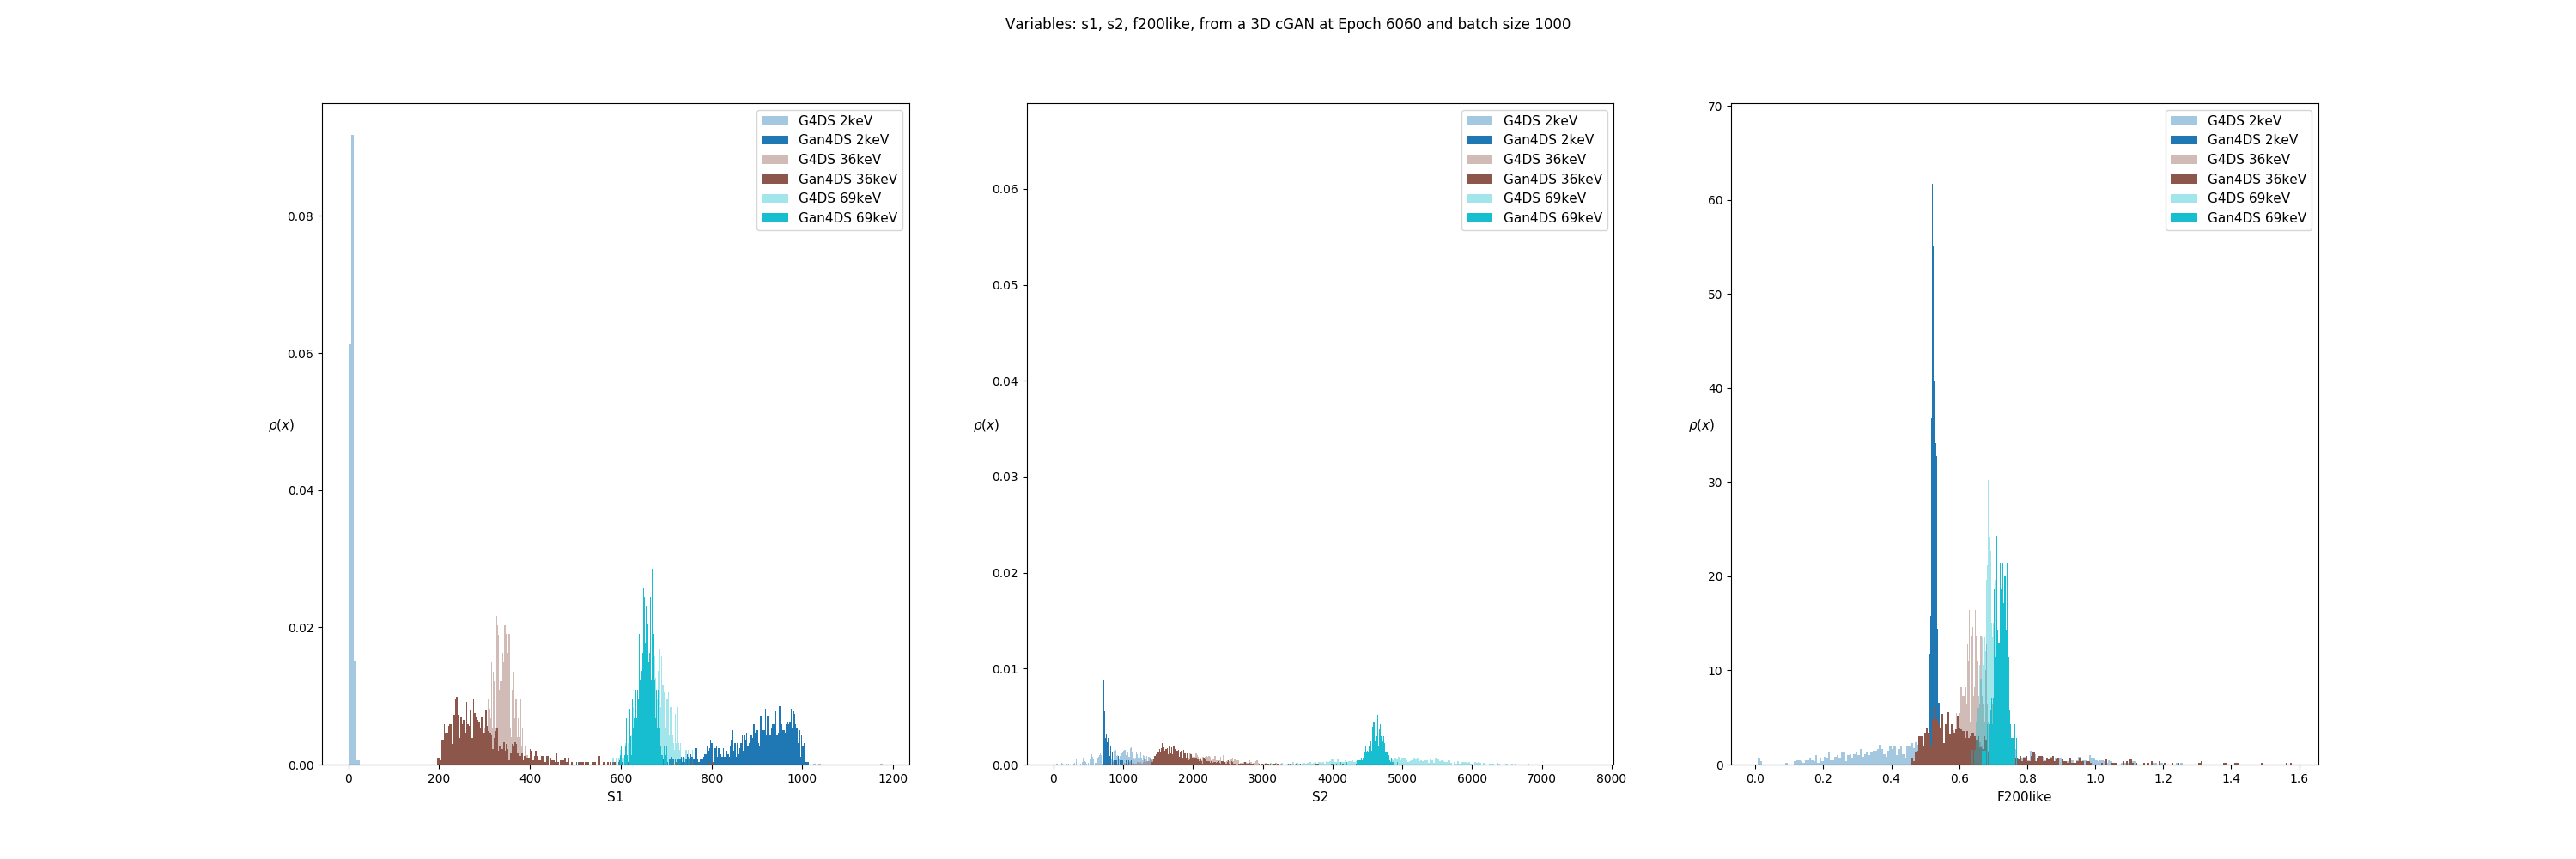 Variables: s1, s2, f200like, from a 3D cGAN at Epoch 6060 and batch size 1000
G4DS 2keV
Gan4DS 2keV
G4DS 36keV
Gan4DS 36keV
G4DS 69keV
Gan4DS 69keV
0.08
0.06
0.04
0.02
0.00
ρ(x)
0 200 400 600 800 1000 1200
S1
G4DS 2keV
Gan4DS 2keV
G4DS 36keV
Gan4DS 36keV
G4DS 69keV
Gan4DS 69keV
0.06
0.05
0.04
0.03
0.02
0.01
0.00
ρ(x)
0 1000 2000 3000 4000 5000 6000 7000 8000
S2
G4DS 2keV
Gan4DS 2keV
G4DS 36keV
Gan4DS 36keV
G4DS 69keV
Gan4DS 69keV
70
60
50
40
30
20
10
0
ρ(x)
0.0 0.2 0.4 0.6 0.8 1.0 1.2 1.4 1.6
F200like